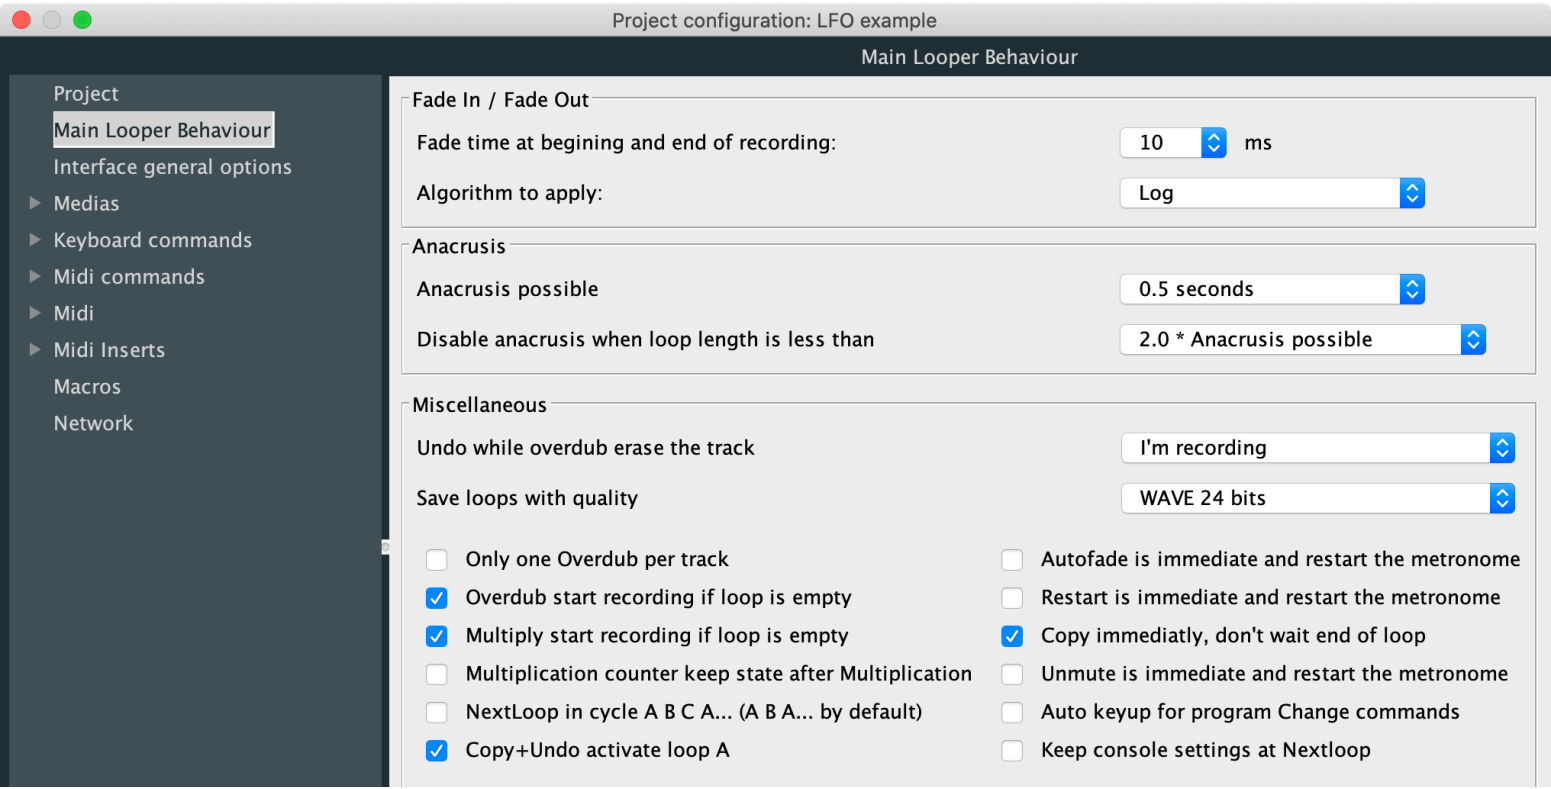 Project configuration: LFO example
Main Looper Behaviour
Project
Main Looper Behaviour
Interface general options
Medias
Keyboard commands
Midi commands
Midi
Midi Inserts
Macros
Network
Fade In / Fade Out
Fade time at begining and end of recording: 10 ms
Algorithm to apply: Log
Anacrusis
Anacrusis possible 0.5 seconds
Disable anacrusis when loop length is less than 2.0 * Anacrusis possible
Miscellaneous
Undo while overdub erase the track I'm recording
Save loops with quality WAVE 24 bits
Only one Overdub per track
Overdub start recording if loop is empty
Multiply start recording if loop is empty
Multiplication counter keep state after Multiplication
NextLoop in cycle A B C A... (A B A... by default)
Copy+Undo activate loop A
Autofade is immediate and restart the metronome
Restart is immediate and restart the metronome
Copy immediatly, don't wait end of loop
Unmute is immediate and restart the metronome
Auto keyup for program Change commands
Keep console settings at Nextloop